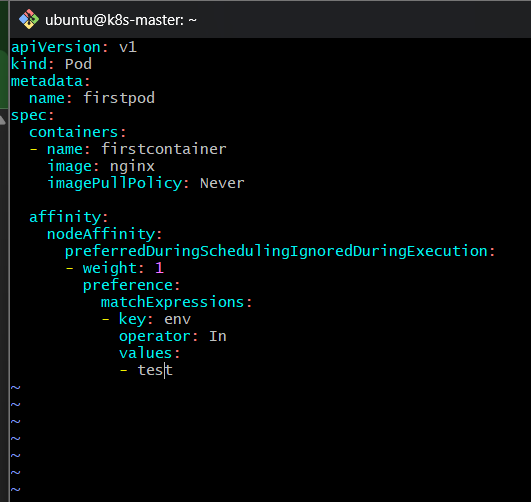 ubuntu@k8s-master: ~
apiVersion: v1
kind: Pod
metadata:
  name: firstpod
spec:
  containers:
  - name: firstcontainer
    image: nginx
    imagePullPolicy: Never

  affinity:
    nodeAffinity:
      preferredDuringSchedulingIgnoredDuringExecution:
      - weight: 1
        preference:
          matchExpressions:
          - key: env
            operator: In
            values:
            - test
~
~
~
~
~
~
~